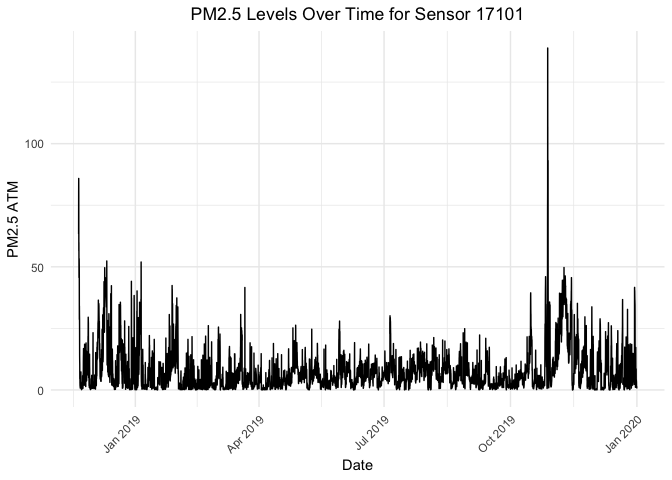 PM2.5 Levels Over Time for Sensor 17101
PM2.5 ATM
100
50
0
Jan 2019
Apr 2019
Jul 2019
Oct 2019
Jan 2020
Date